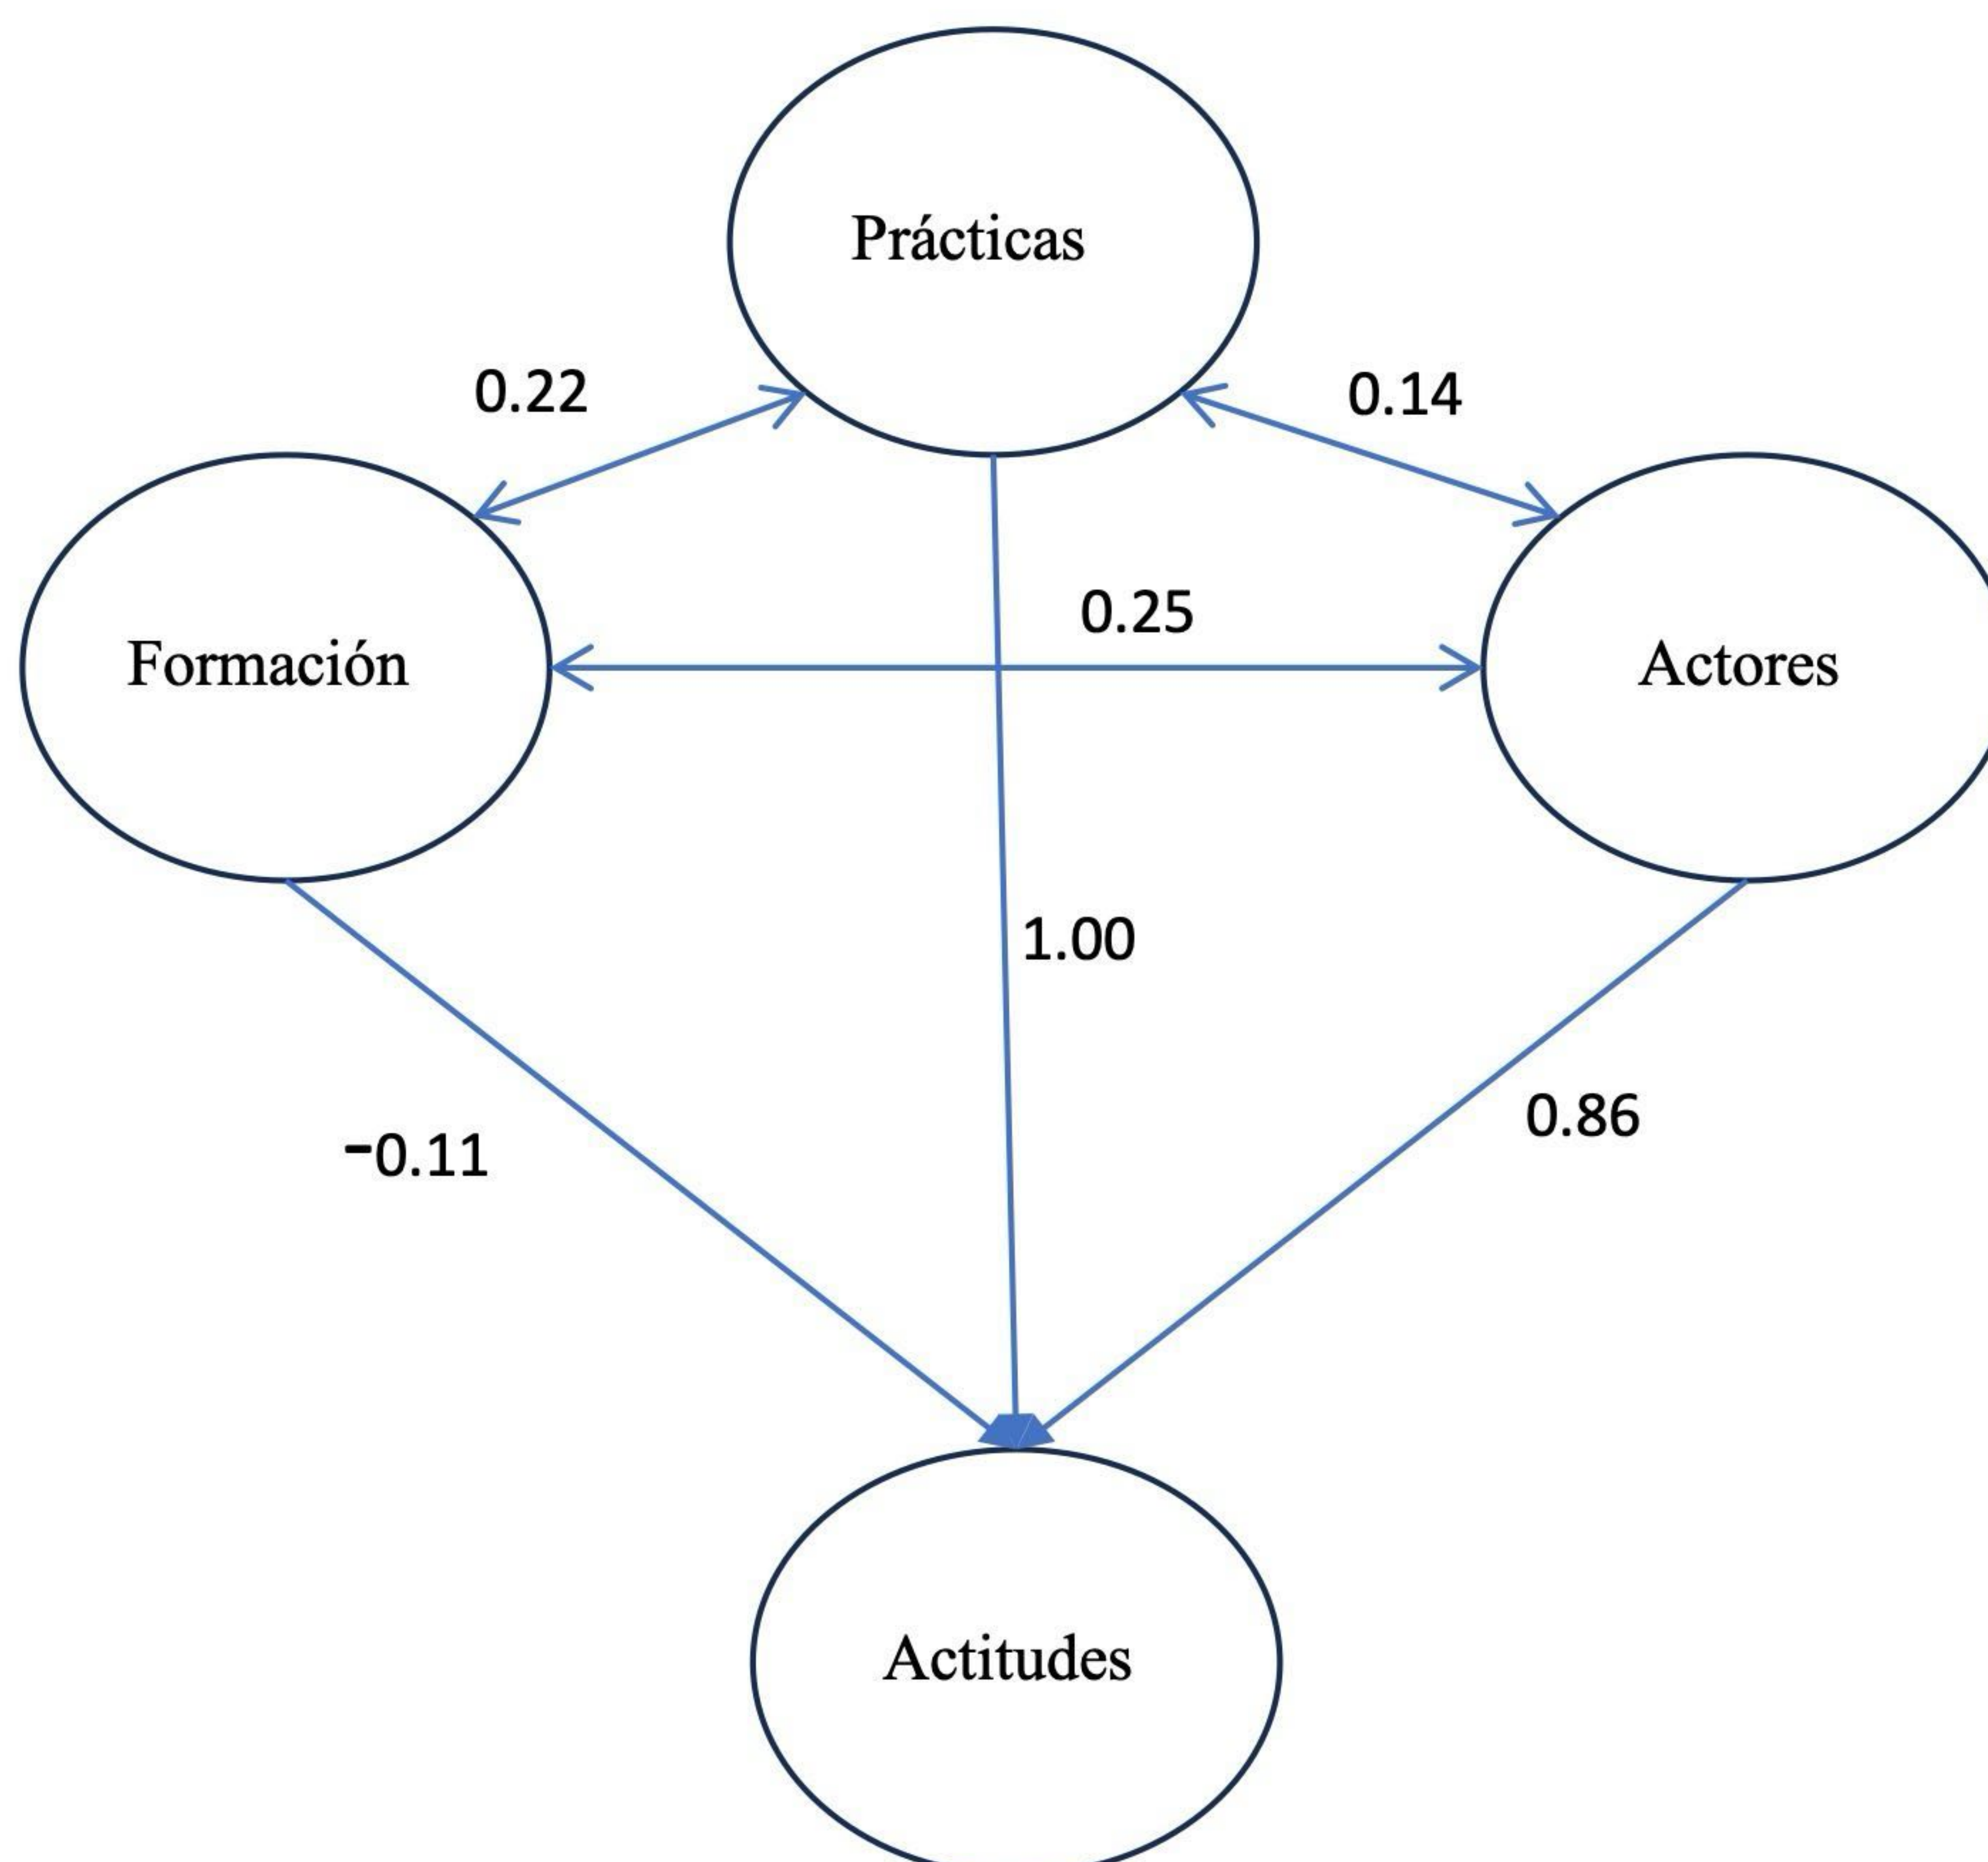 Prácticas
0.22
0.14
0.25
Formación
Actores
1.00
0.86
−0.11
Actitudes